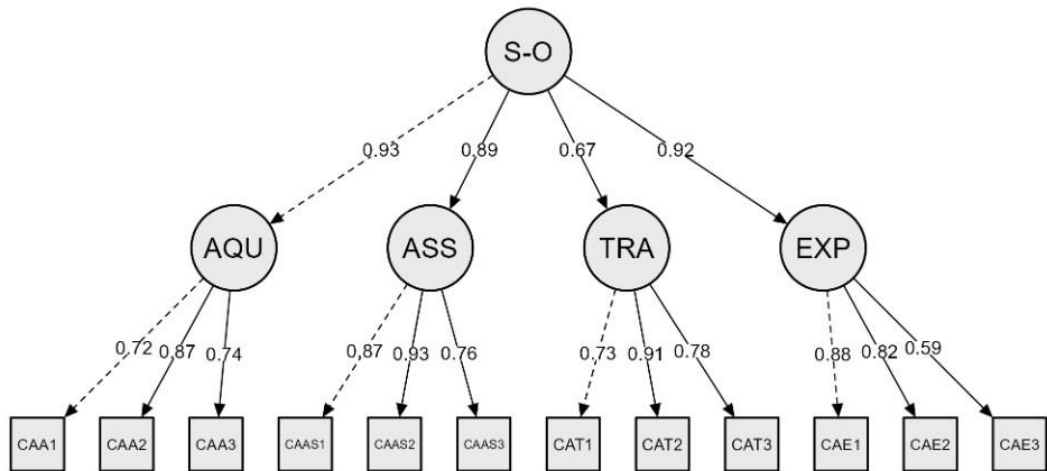 S-O
0.93 0.89 0.67 0.92
AQU ASS TRA EXP
0.72 0.87 0.74 0.87 0.93 0.76 0.73 0.91 0.78 0.88 0.82 0.59
CAA1 CAA2 CAA3 CAAS1 CAAS2 CAAS3 CAT1 CAT2 CAT3 CAE1 CAE2 CAE3